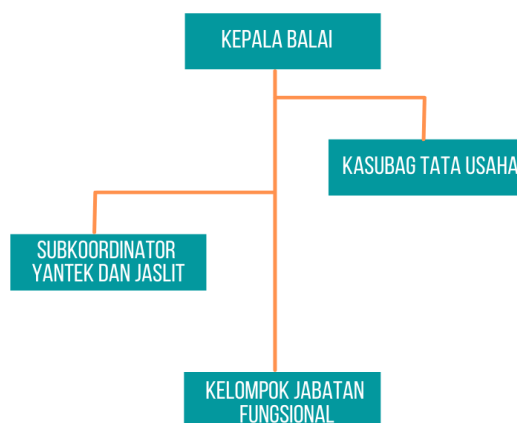 KEPALA BALAI
KASUBAG TATA USAHA
SUBKOORDINATOR
YANTEK DAN JASLIT
KELOMPOK JABATAN
FUNGSIONAL